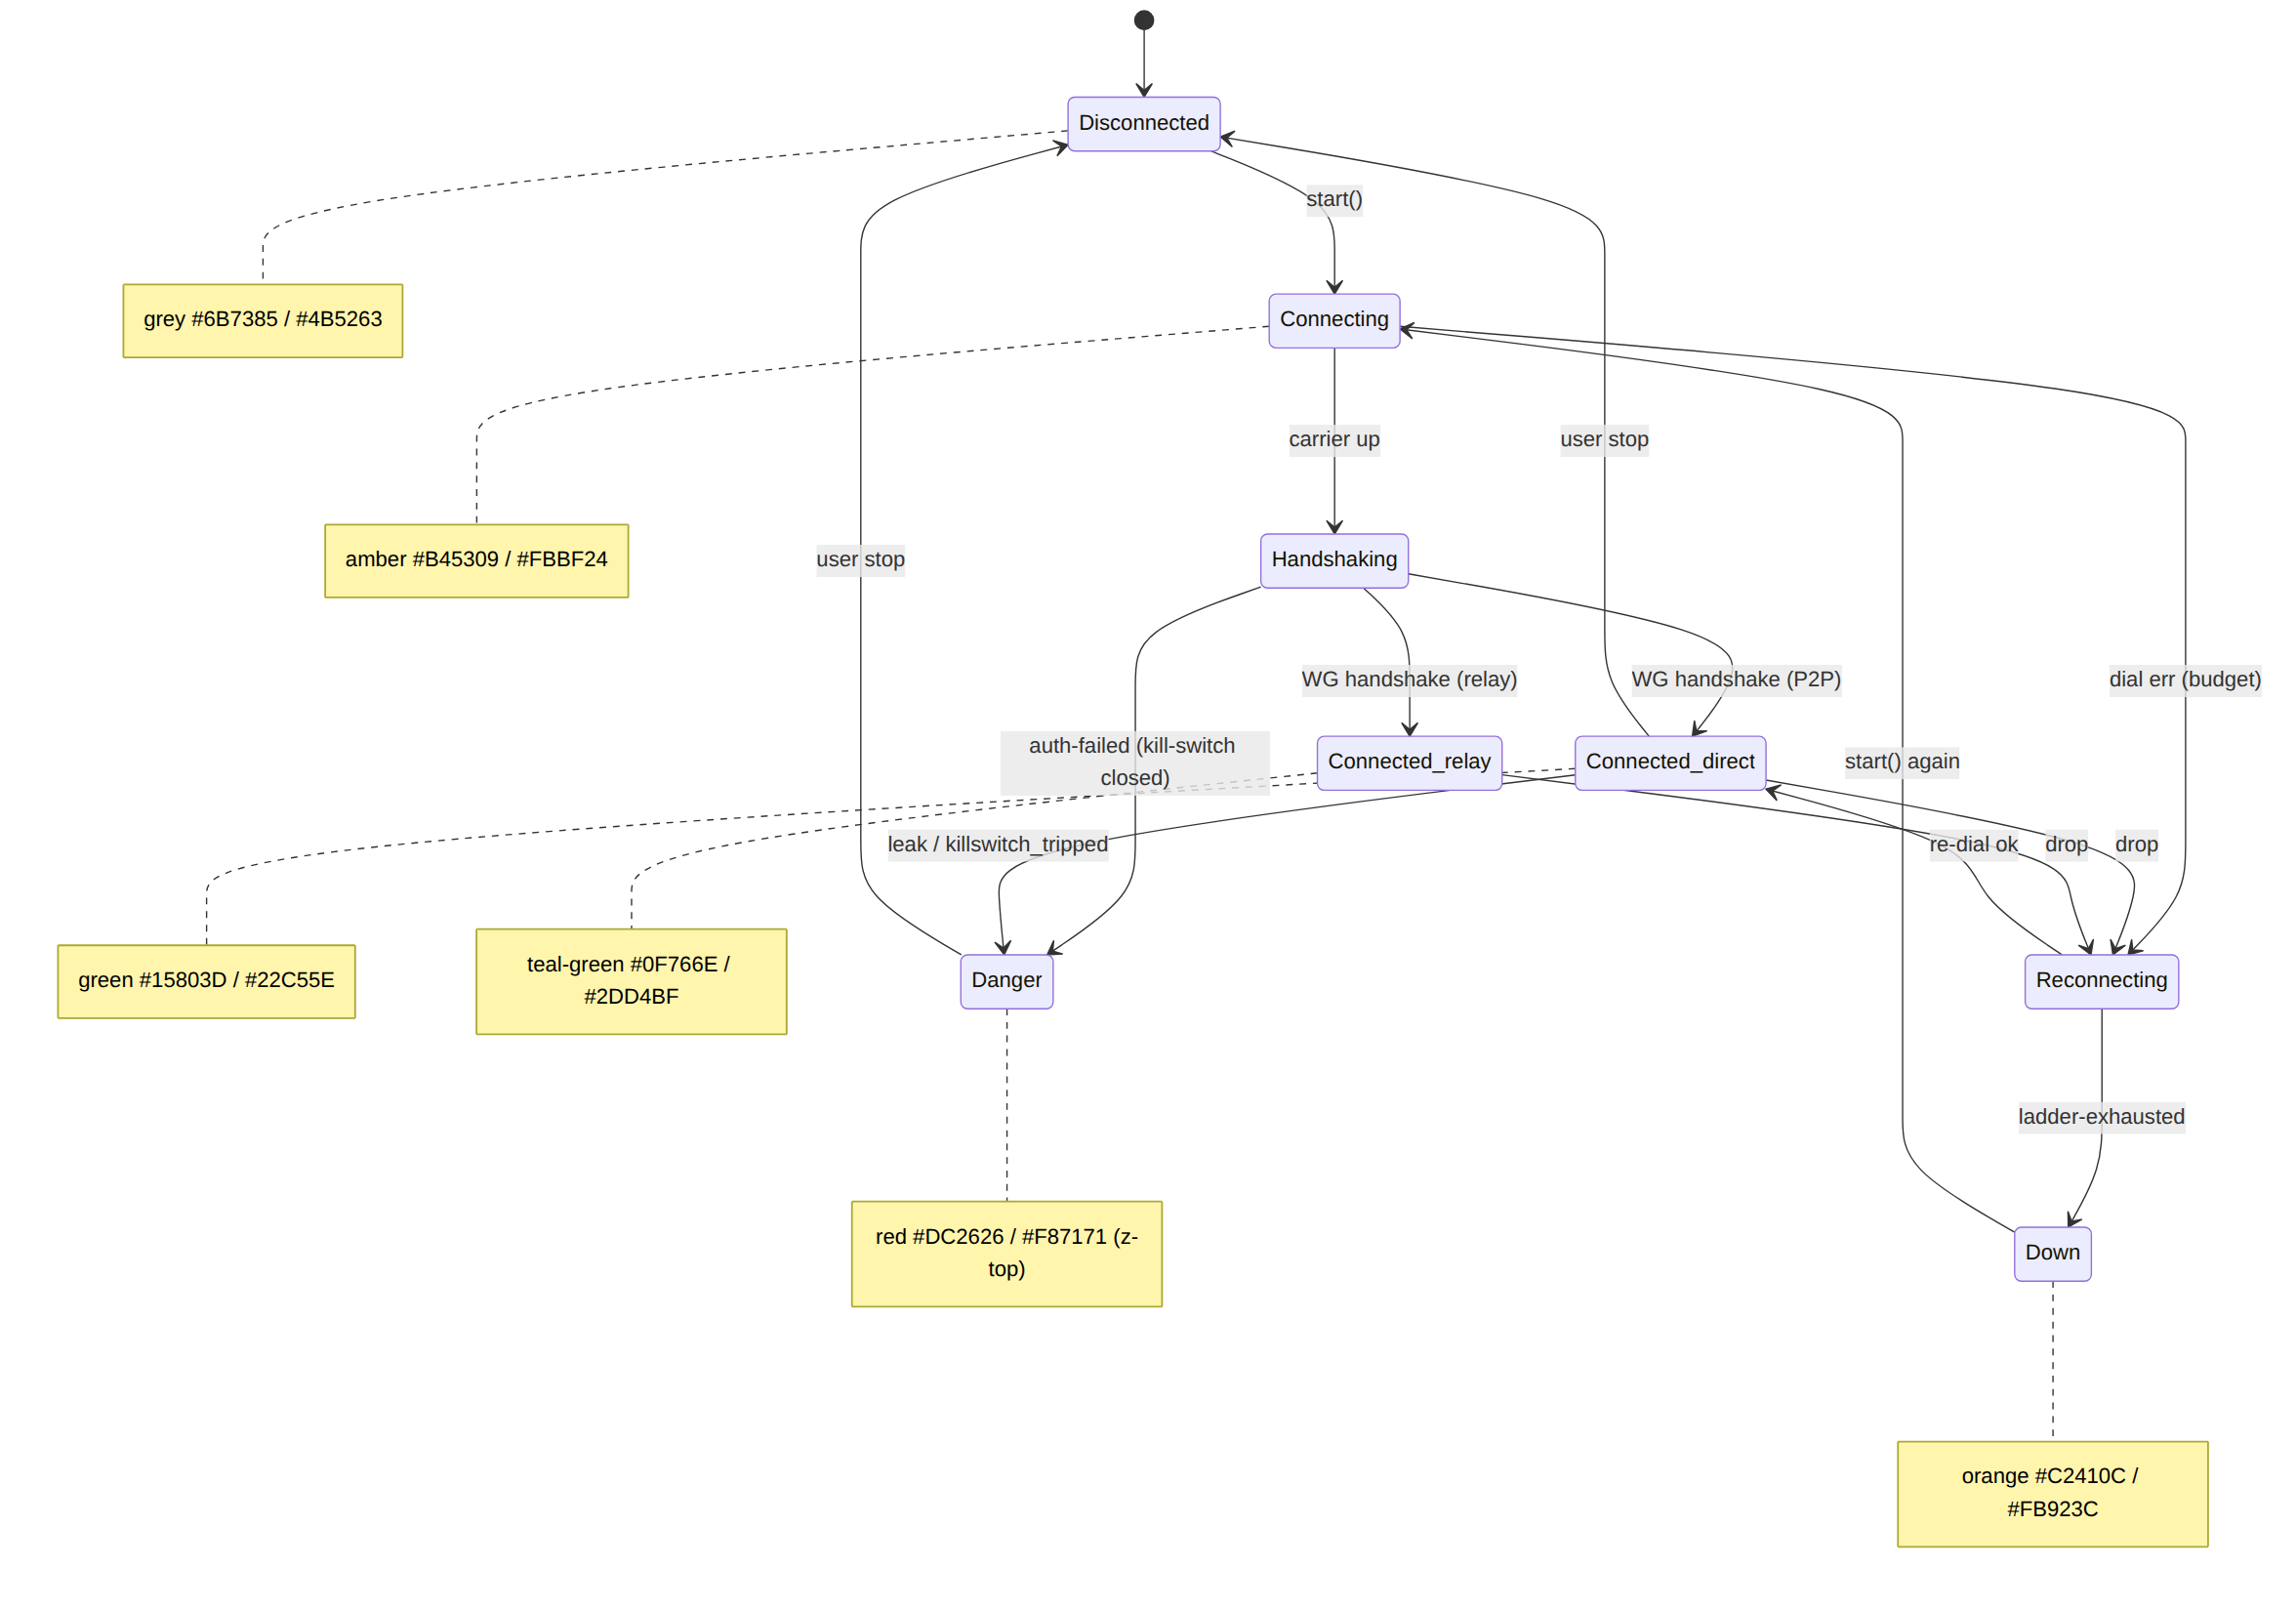 Disconnected
start()
grey #6B7385 / #4B5263
Connecting
carrier up
user stop
amber #B45309 / #FBBF24
user stop
Handshaking
WG handshake (relay)
WG handshake (P2P)
dial err (budget)
auth-failed (kill-switch
closed)
Connected_relay
Connected_direct
start() again
leak / killswitch_tripped
re-dial ok
drop
drop
green #15803D / #22C55E
teal-green #0F766E /
#2DD4BF
Danger
Reconnecting
ladder-exhausted
red #DC2626 / #F87171 (z-
top)
Down
orange #C2410C /
#FB923C